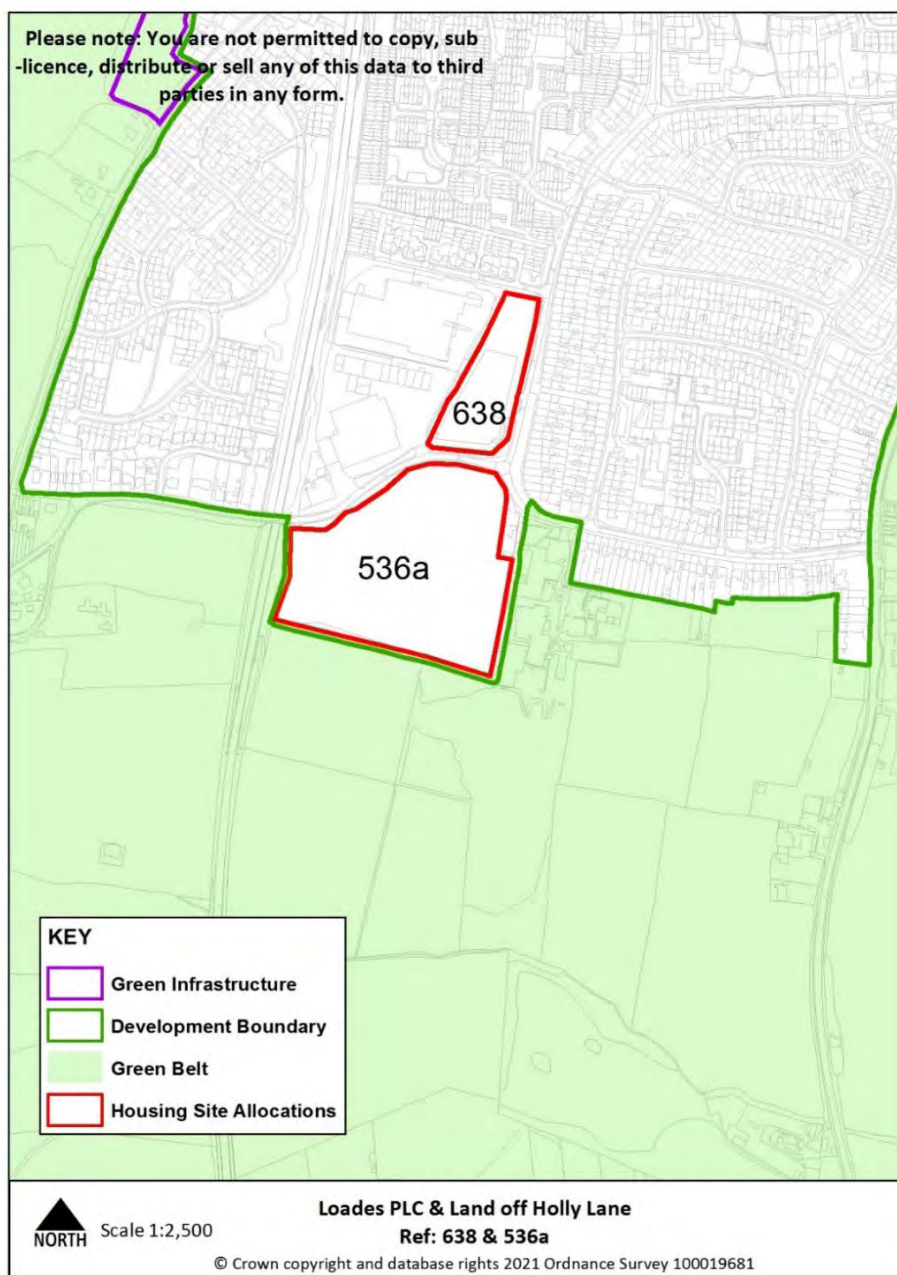 Please note: You are not permitted to copy, sub
-licence, distribute or sell any of this data to third
parties in any form.
638
536a
KEY
Green Infrastructure
Development Boundary
Green Belt
Housing Site Allocations
NORTH
Scale 1:2,500
Loades PLC & Land off Holly Lane
Ref: 638 & 536a
© Crown copyright and database rights 2021 Ordnance Survey 100019681